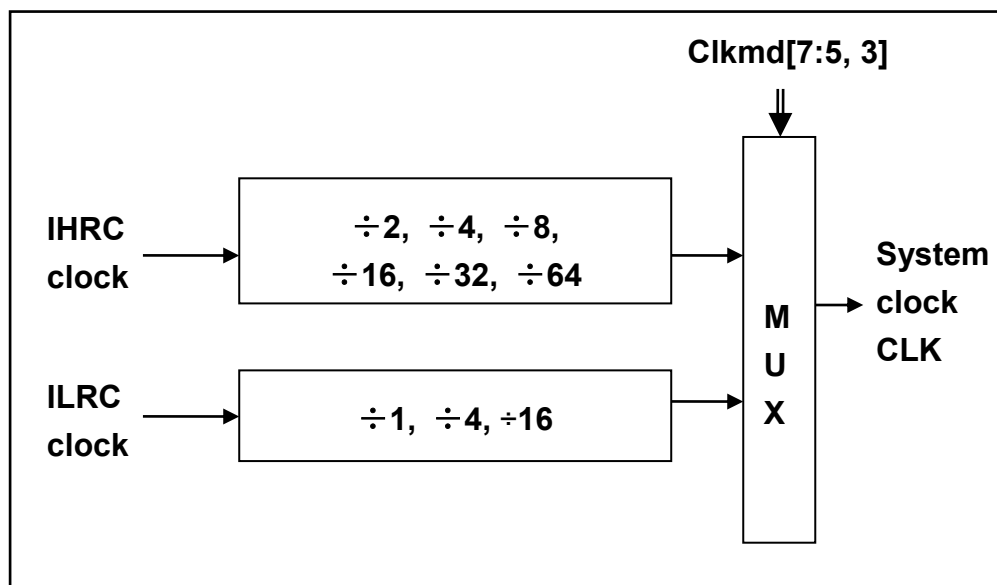 Clkmd[7:5, 3]
IHRC
clock
÷2, ÷4, ÷8,
÷16, ÷32, ÷64
ILRC
clock
÷1, ÷4, ÷16
M
U
X
System
clock
CLK